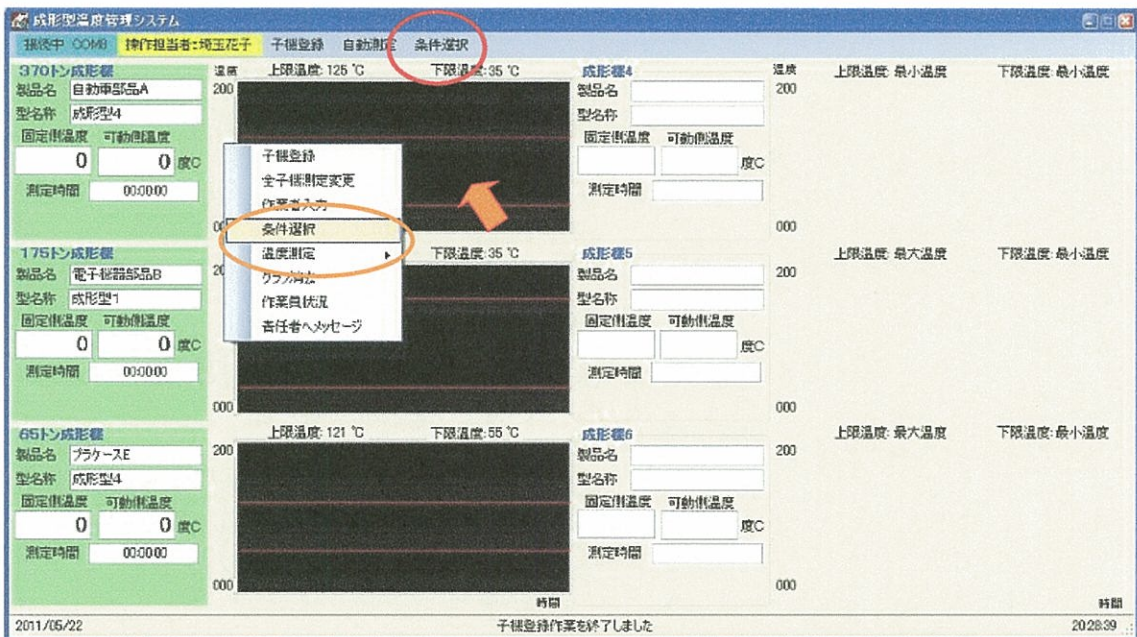 成形型温度管理システム
接続中 COM8 操作担当者:埼玉花子 子機登録 自動測定 条件選択
370トン成形機
製品名 自動車部品A
型名称 成形型4
固定側温度 可動側温度
0 0 度C
測定時間 00:00:00
温度 上限温度: 125 ℃ 下限温度:35 ℃
200
子機登録
全子機測定変更
作業者入力
条件選択
温度測定
グラフ消去
作業員状況
責任者へメッセージ
成形機4
製品名
型名称
固定側温度 可動側温度
度C
測定時間
温度 上限温度: 最小温度 下限温度: 最小温度
200
000
175トン成形機
製品名 電子機器部品B
型名称 成形型1
固定側温度 可動側温度
0 0 度C
測定時間 00:00:00
下限温度:35 ℃
000
成形機5
製品名
型名称
固定側温度 可動側温度
度C
測定時間
上限温度: 最大温度 下限温度: 最小温度
200
000
65トン成形機
製品名 プラケースE
型名称 成形型4
固定側温度 可動側温度
0 0 度C
測定時間 00:00:00
上限温度: 121 ℃ 下限温度:55 ℃
200
000
時間
成形機6
製品名
型名称
固定側温度 可動側温度
度C
測定時間
上限温度: 最大温度 下限温度: 最小温度
200
000
時間
2011/05/22 子機登録作業を終了しました 20:28:39